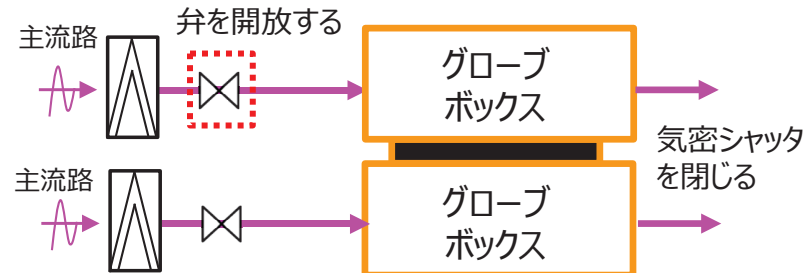 弁を開放する
主流路
グローブ
ボックス
気密シャッタ
を閉じる
主流路
グローブ
ボックス